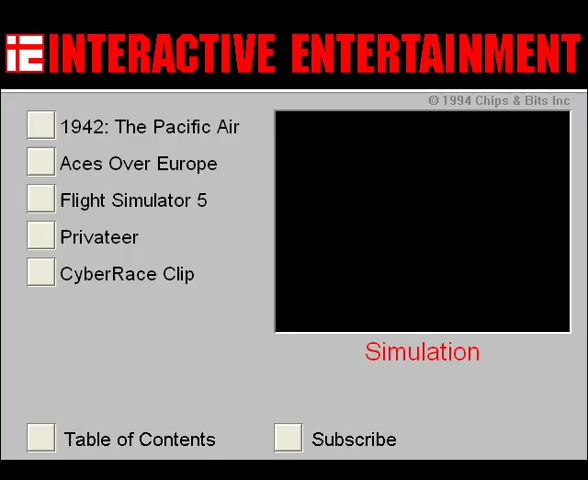 iE INTERACTIVE ENTERTAINMENT
© 1994 Chips & Bits Inc
1942: The Pacific Air
Aces Over Europe
Flight Simulator 5
Privateer
CyberRace Clip
Simulation
Table of Contents
Subscribe